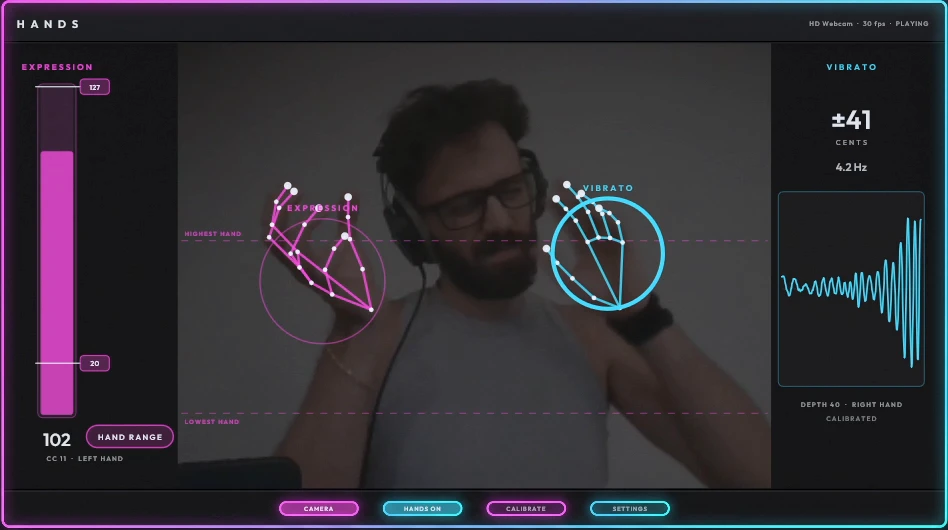 HANDS
HD Webcam · 30 fps · PLAYING
EXPRESSION
127
20
102
HAND RANGE
CC 11 · LEFT HAND
EXPRESSION
VIBRATO
HIGHEST HAND
LOWEST HAND
VIBRATO
±41
CENTS
4.2 Hz
DEPTH 40 · RIGHT HAND
CALIBRATED
CAMERA
HANDS ON
CALIBRATE
SETTINGS